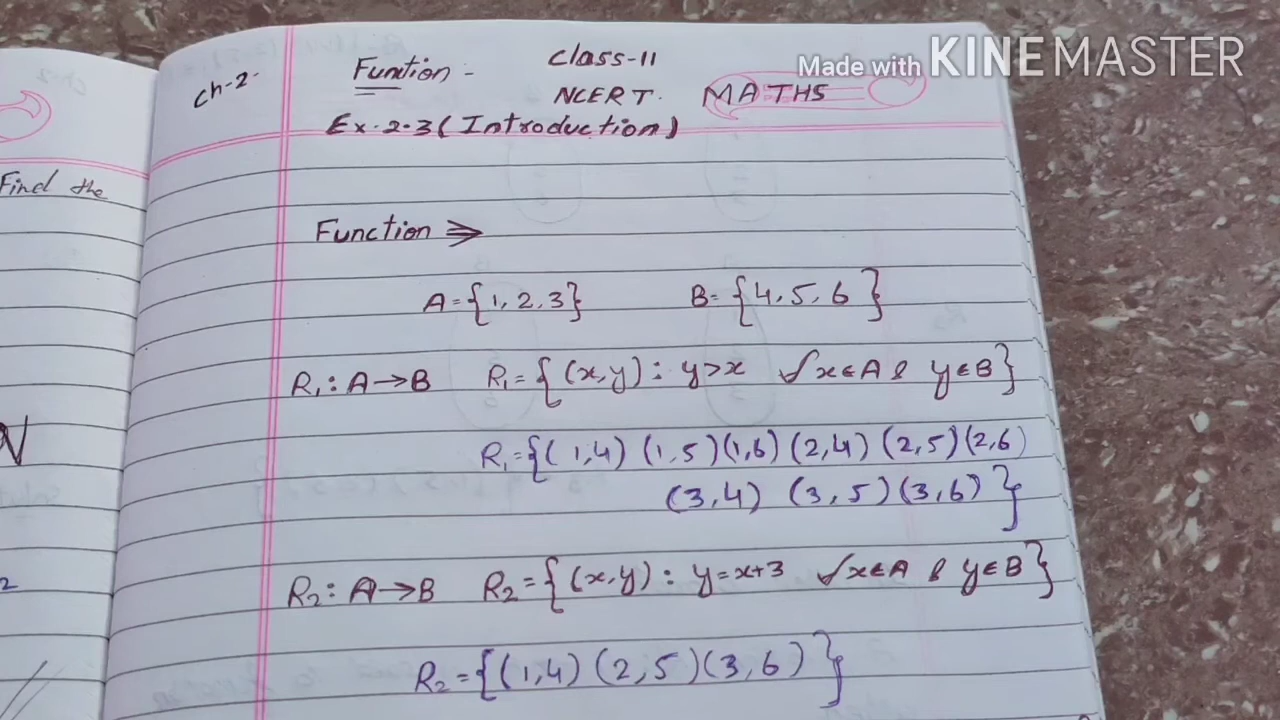 Made with KINEMASTER
Ch-2-
Function - Class-11
NCERT. MATHS
Ex. 2.3 (Introduction)
Find the
Function ⇒
A = {1, 2, 3} B = {4, 5, 6}
R₁ : A → B R₁ = {(x, y) : y > x ∀ x ∈ A & y ∈ B}
R₁ = {(1,4) (1,5) (1,6) (2,4) (2,5) (2,6)
(3,4) (3,5) (3,6)}
R₂ : A → B R₂ = {(x, y) : y = x+3 ∀ x ∈ A & y ∈ B}
R₂ = {(1,4) (2,5) (3,6)}